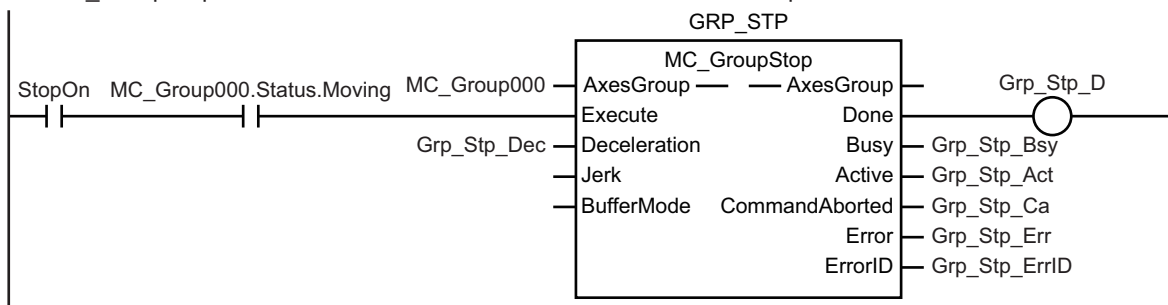 GRP_STP
MC_GroupStop
StopOn MC_Group000.Status.Moving MC_Group000 AxesGroup AxesGroup Grp_Stp_D
Execute Done
Grp_Stp_Dec Deceleration Busy Grp_Stp_Bsy
Jerk Active Grp_Stp_Act
BufferMode CommandAborted Grp_Stp_Ca
Error Grp_Stp_Err
ErrorID Grp_Stp_ErrID